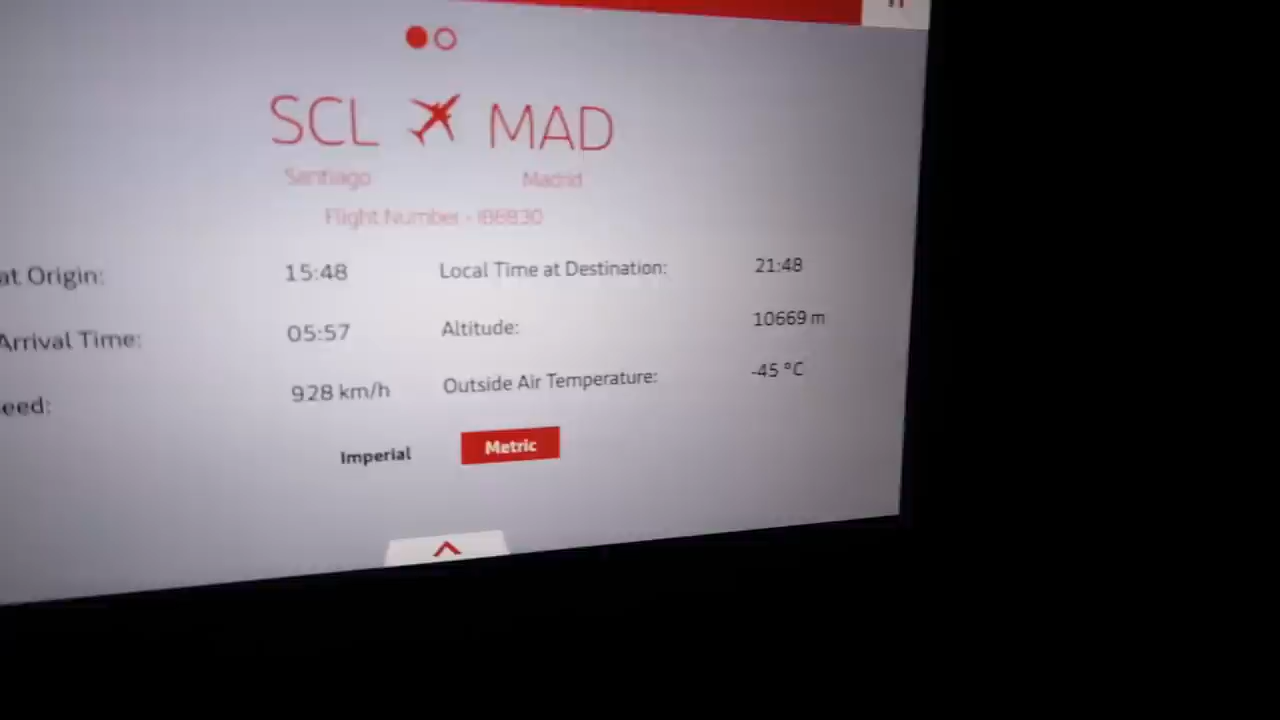 SCL MAD
Santiago Madrid
Flight Number - IB6830
at Origin: 15:48 Local Time at Destination: 21:48
Arrival Time: 05:57 Altitude: 10669 m
eed: 928 km/h Outside Air Temperature: -45 °C
Imperial Metric